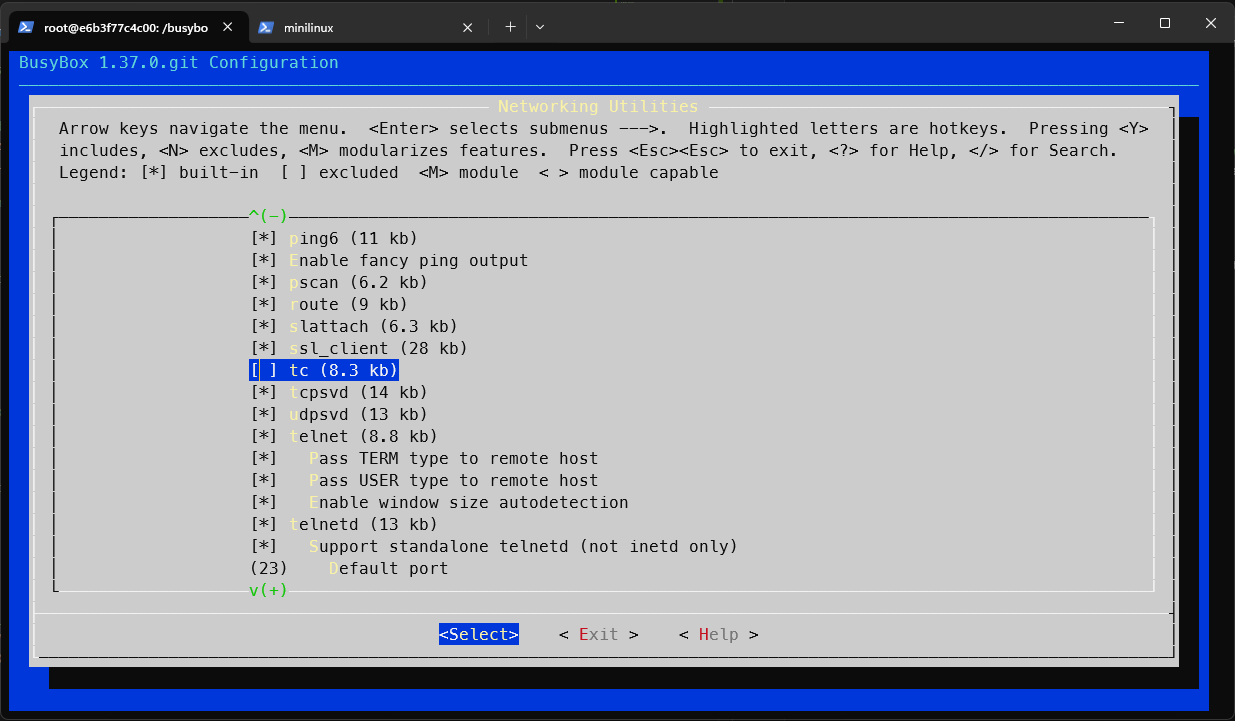 root@e6b3f77c4c00: /busybo
minilinux
BusyBox 1.37.0.git Configuration
Networking Utilities
Arrow keys navigate the menu.  <Enter> selects submenus --->.  Highlighted letters are hotkeys.  Pressing <Y>
includes, <N> excludes, <M> modularizes features.  Press <Esc><Esc> to exit, <?> for Help, </> for Search.
Legend: [*] built-in  [ ] excluded  <M> module  < > module capable
^(-)
[*] ping6 (11 kb)
[*] Enable fancy ping output
[*] pscan (6.2 kb)
[*] route (9 kb)
[*] slattach (6.3 kb)
[*] ssl_client (28 kb)
[ ] tc (8.3 kb)
[*] tcpsvd (14 kb)
[*] udpsvd (13 kb)
[*] telnet (8.8 kb)
[*]   Pass TERM type to remote host
[*]   Pass USER type to remote host
[*]   Enable window size autodetection
[*] telnetd (13 kb)
[*]   Support standalone telnetd (not inetd only)
(23)    Default port
v(+)
<Select>    < Exit >    < Help >